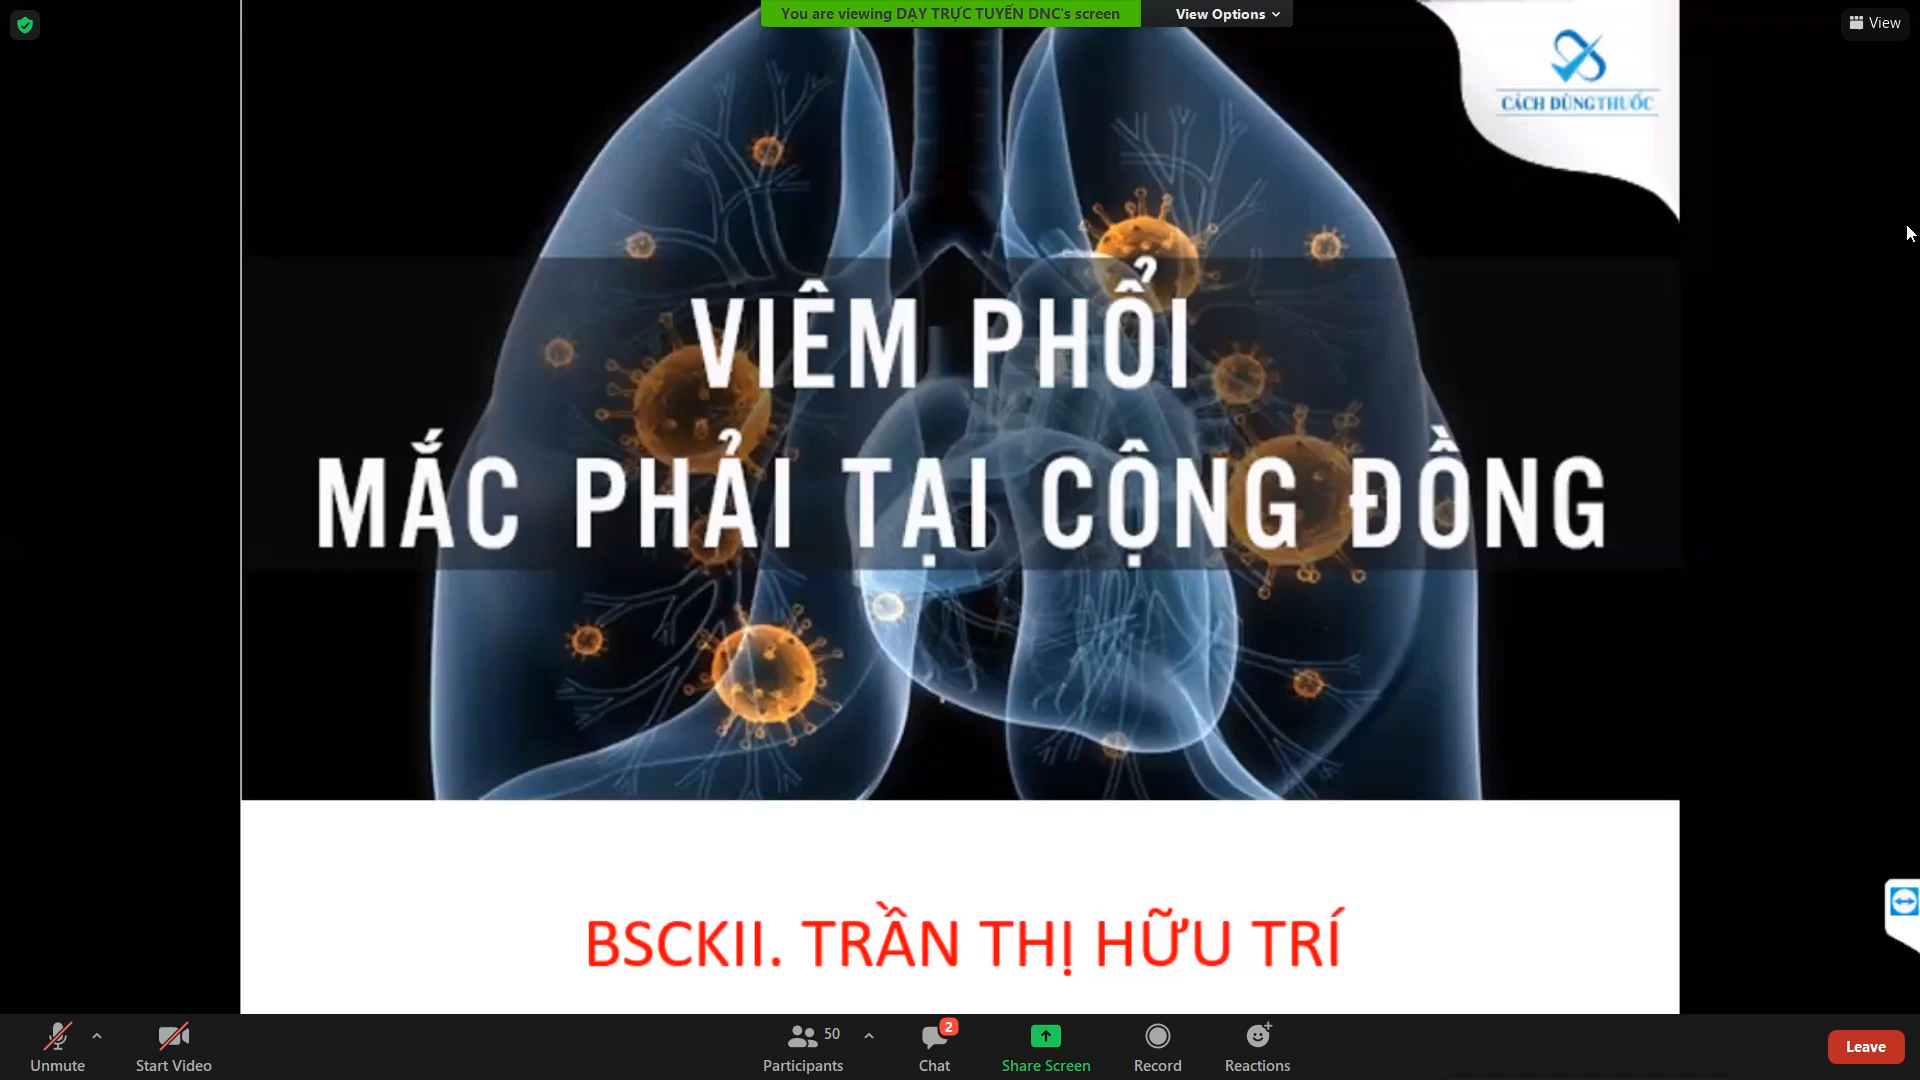 You are viewing DẠY TRỰC TUYẾN DNC's screen
View Options
View
CÁCH DÙNG THUỐC
VIÊM PHỔI
MẮC PHẢI TẠI CỘNG ĐỒNG
BSCKII. TRẦN THỊ HỮU TRÍ
Unmute
Start Video
50
Participants
2
Chat
Share Screen
Record
Reactions
Leave